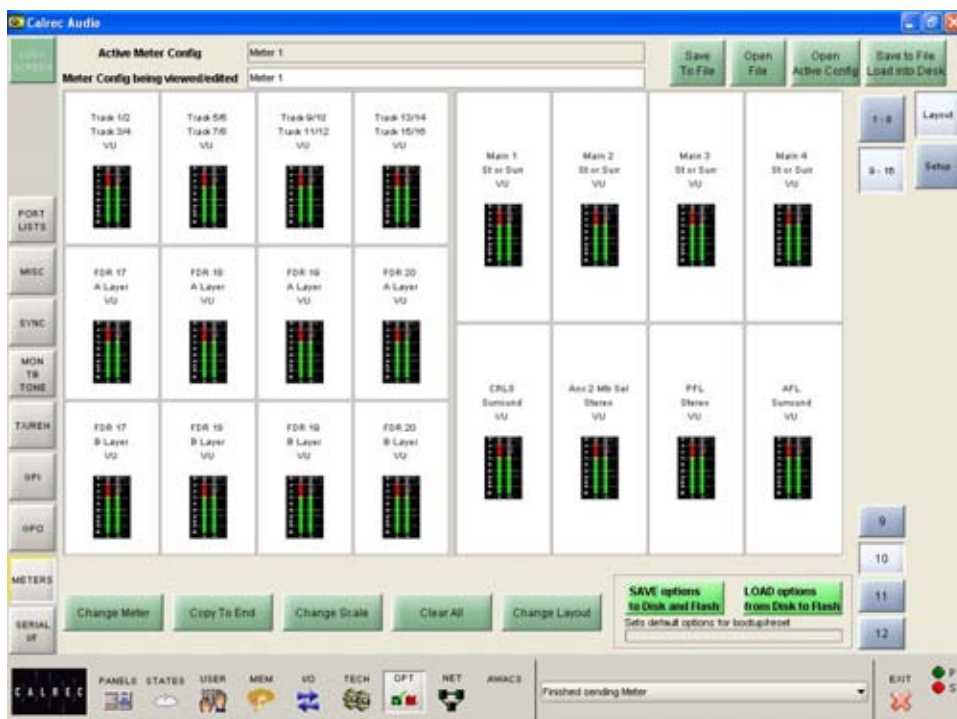 Calrec Audio
Active Meter Config
Meter 1
Save To File
Open File
Open Active Config
Save to File Load into Desk
Meter Config being viewed/edited
Meter 1
Track 1/2
Track 3/4
VU
Track 5/6
Track 7/8
VU
Track 9/10
Track 11/12
VU
Track 13/14
Track 15/16
VU
Main 1
St or Surr
VU
Main 2
St or Surr
VU
Main 3
St or Surr
VU
Main 4
St or Surr
VU
1 - 8
Layout
9 - 16
Setup
PORT LISTS
MISC
SYNC
MON TB TONE
TX/REH
GPI
GPO
METERS
SERIAL I/F
FDR 17
A Layer
VU
FDR 18
A Layer
VU
FDR 19
A Layer
VU
FDR 20
A Layer
VU
CRLS
Surround
VU
Anc 2 Mtr Sel
Stereo
VU
PFL
Stereo
VU
AFL
Surround
VU
FDR 17
B Layer
VU
FDR 18
B Layer
VU
FDR 19
B Layer
VU
FDR 20
B Layer
VU
9
10
11
12
Change Meter
Copy To End
Change Scale
Clear All
Change Layout
SAVE options to Disk and Flash
LOAD options from Disk to Flash
Sets default options for bootup/reset
CALREC
PANELS
STATES
USER
MEM
I/O
TECH
OPT
NET
AWACS
Finished sending Meter
EXIT
P
S